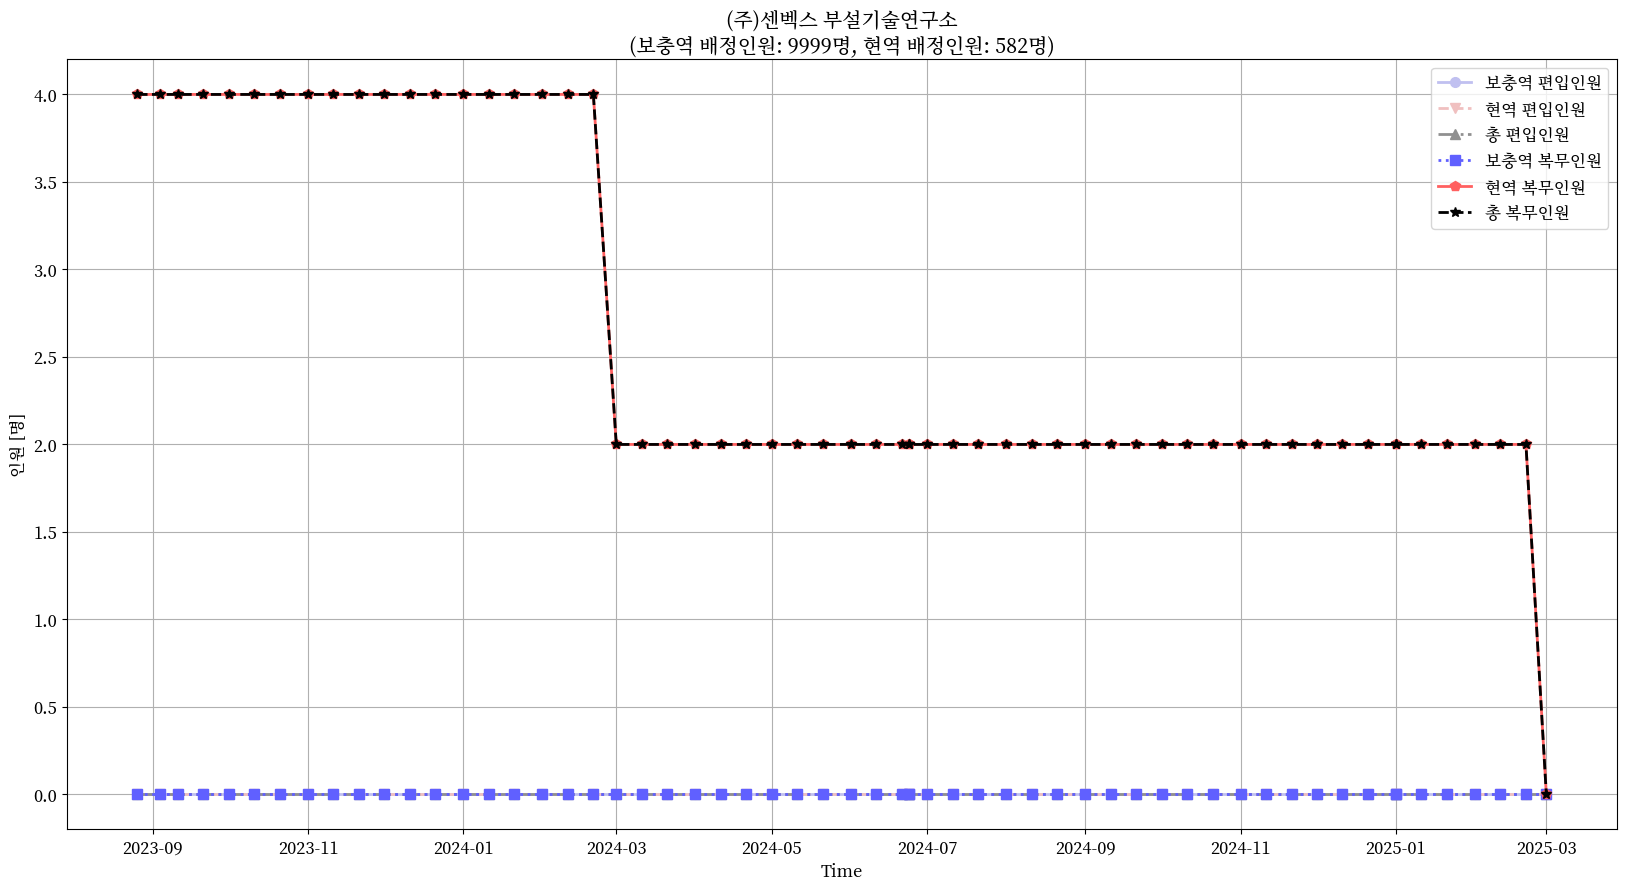 (주)센벡스 부설기술연구소
(보충역 배정인원: 9999명, 현역 배정인원: 582명)
보충역 편입인원
현역 편입인원
총 편입인원
보충역 복무인원
현역 복무인원
총 복무인원
인원 [명]
4.0
3.5
3.0
2.5
2.0
1.5
1.0
0.5
0.0
2023-09 2023-11 2024-01 2024-03 2024-05 2024-07 2024-09 2024-11 2025-01 2025-03
Time